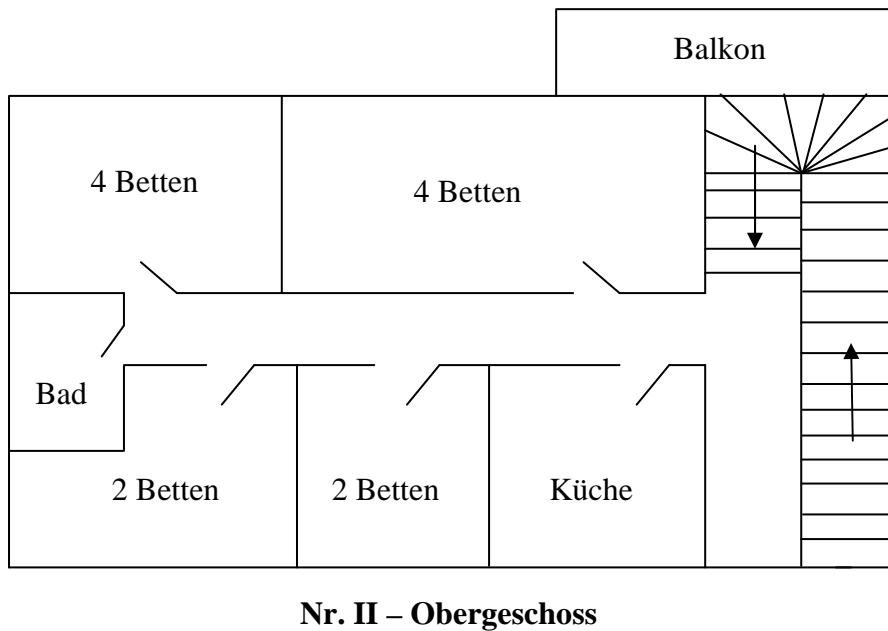 Balkon
4 Betten
4 Betten
Bad
2 Betten
2 Betten
Küche
Nr. II – Obergeschoss